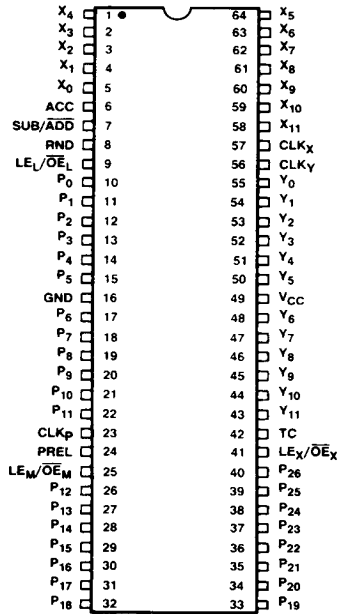 X4 1 64 X5
X3 2 63 X6
X2 3 62 X7
X1 4 61 X8
X0 5 60 X9
ACC 6 59 X10
SUB/A̅D̅D̅ 7 58 X11
RND 8 57 CLKX
LEL/O̅E̅L 9 56 CLKY
P0 10 55 Y0
P1 11 54 Y1
P2 12 53 Y2
P3 13 52 Y3
P4 14 51 Y4
P5 15 50 Y5
GND 16 49 VCC
P6 17 48 Y6
P7 18 47 Y7
P8 19 46 Y8
P9 20 45 Y9
P10 21 44 Y10
P11 22 43 Y11
CLKP 23 42 TC
PREL 24 41 LEX/O̅E̅X
LEM/O̅E̅M 25 40 P26
P12 26 39 P25
P13 27 38 P24
P14 28 37 P23
P15 29 36 P22
P16 30 35 P21
P17 31 34 P20
P18 32 33 P19